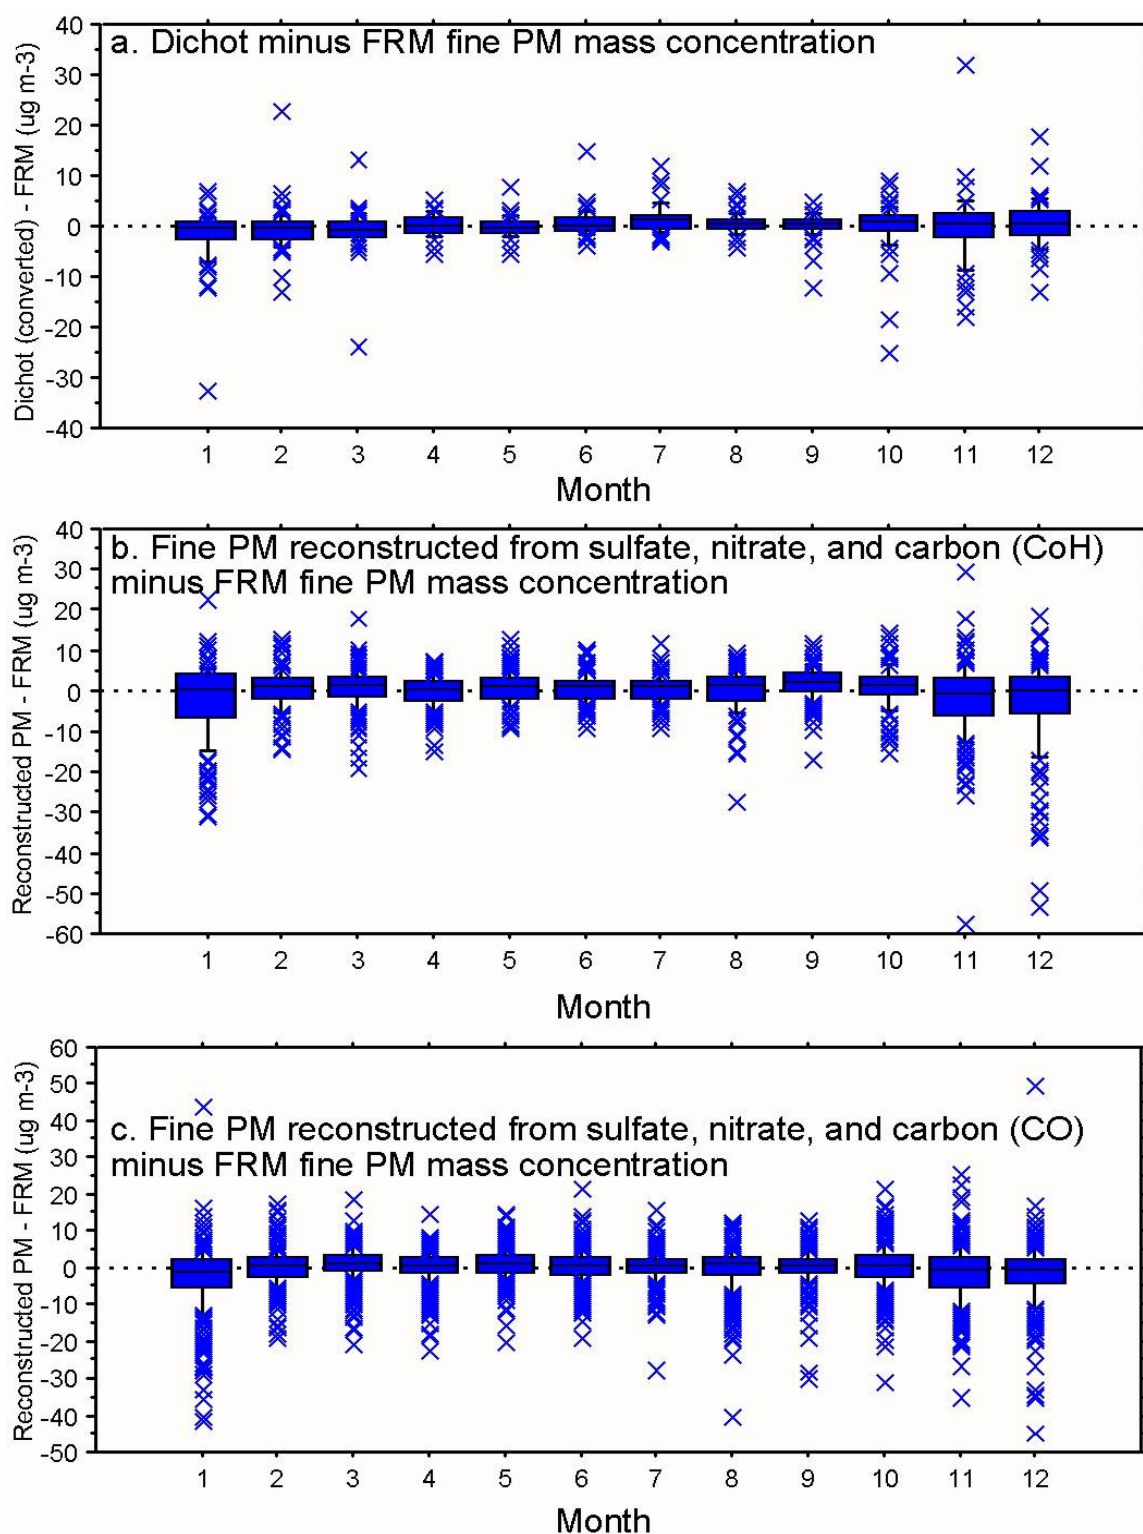 a. Dichot minus FRM fine PM mass concentration
Dichot (converted) - FRM (ug m-3)
40
30
20
10
0
-10
-20
-30
-40
1 2 3 4 5 6 7 8 9 10 11 12
Month
b. Fine PM reconstructed from sulfate, nitrate, and carbon (CoH)
minus FRM fine PM mass concentration
Reconstructed PM - FRM (ug m-3)
40
30
20
10
0
-10
-20
-30
-40
-50
-60
1 2 3 4 5 6 7 8 9 10 11 12
Month
c. Fine PM reconstructed from sulfate, nitrate, and carbon (CO)
minus FRM fine PM mass concentration
Reconstructed PM - FRM (ug m-3)
60
50
40
30
20
10
0
-10
-20
-30
-40
-50
1 2 3 4 5 6 7 8 9 10 11 12
Month